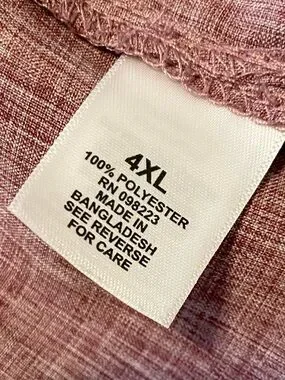 4XL
100% POLYESTER
RN 098223
MADE IN
BANGLADESH
SEE REVERSE
FOR CARE